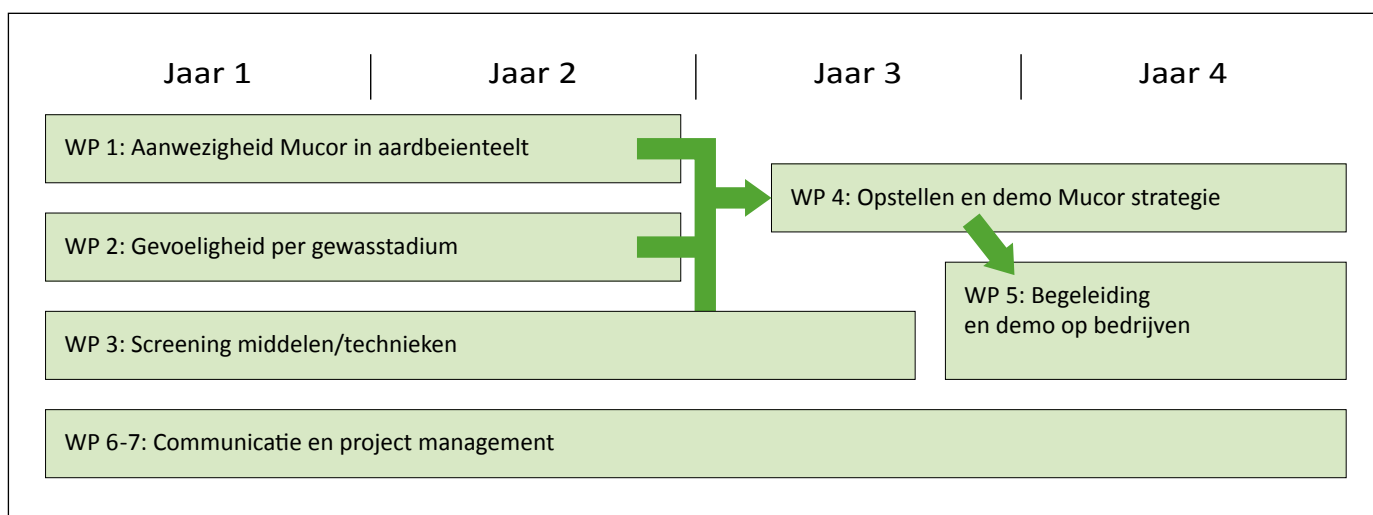 Jaar 1
Jaar 2
Jaar 3
Jaar 4
WP 1: Aanwezigheid Mucor in aardbeienteelt
WP 4: Opstellen en demo Mucor strategie
WP 2: Gevoeligheid per gewasstadium
WP 5: Begeleiding
en demo op bedrijven
WP 3: Screening middelen/technieken
WP 6-7: Communicatie en project management